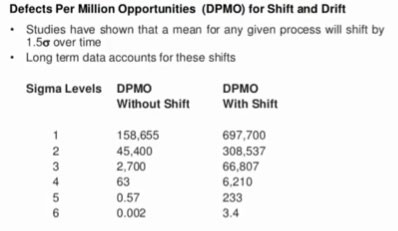 Defects Per Million Opportunities (DPMO) for Shift and Drift
• Studies have shown that a mean for any given process will shift by
1.5σ over time
• Long term data accounts for these shifts
Sigma Levels DPMO DPMO
Without Shift With Shift
1 158,655 697,700
2 45,400 308,537
3 2,700 66,807
4 63 6,210
5 0.57 233
6 0.002 3.4